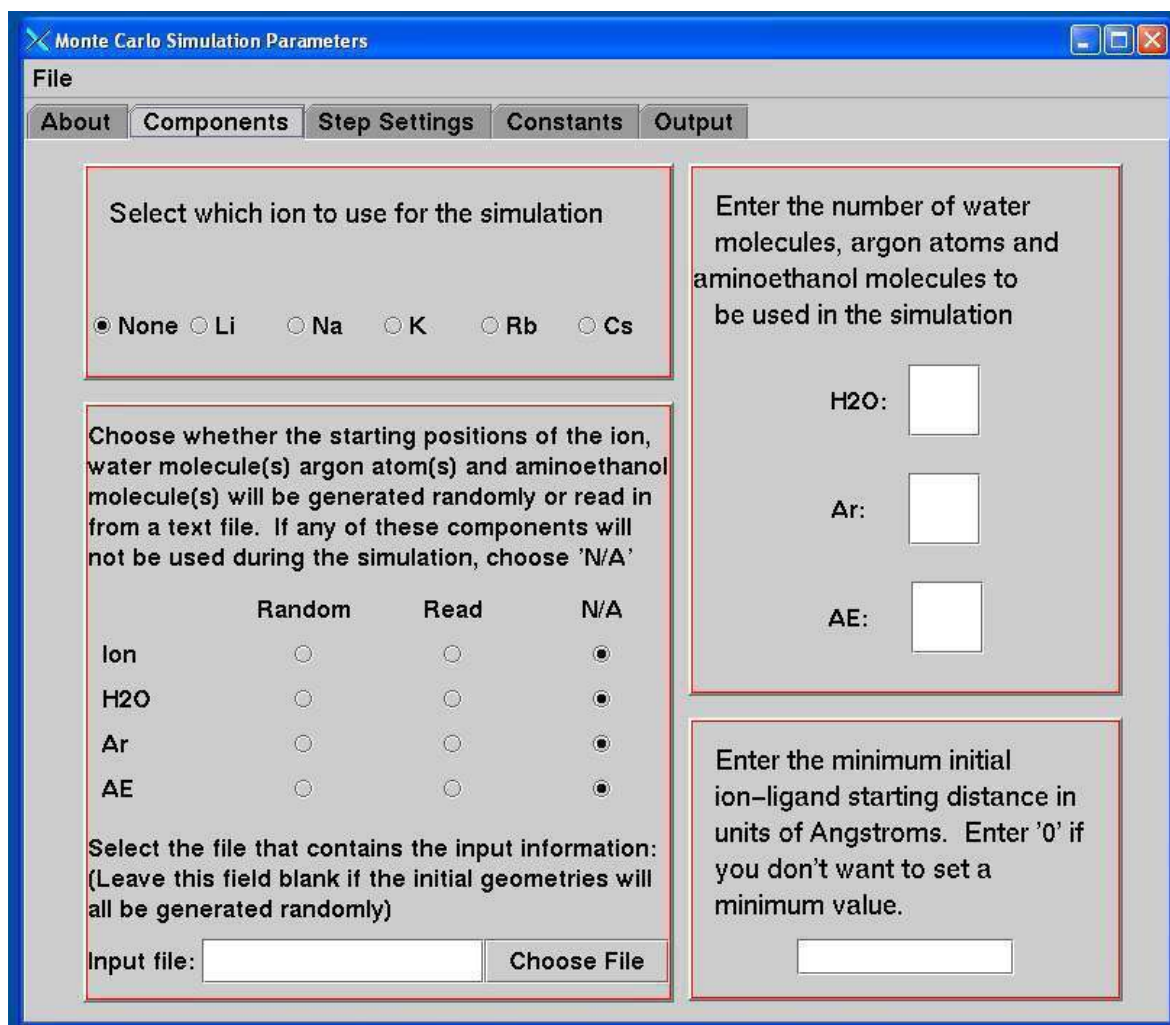 Monte Carlo Simulation Parameters
File
About Components Step Settings Constants Output
Select which ion to use for the simulation
None Li Na K Rb Cs
Choose whether the starting positions of the ion,
water molecule(s) argon atom(s) and aminoethanol
molecule(s) will be generated randomly or read in
from a text file. If any of these components will
not be used during the simulation, choose 'N/A'
Random Read N/A
Ion
H2O
Ar
AE
Select the file that contains the input information:
(Leave this field blank if the initial geometries will
all be generated randomly)
Input file: Choose File
Enter the number of water
molecules, argon atoms and
aminoethanol molecules to
be used in the simulation
H2O:
Ar:
AE:
Enter the minimum initial
ion-ligand starting distance in
units of Angstroms. Enter '0' if
you don't want to set a
minimum value.